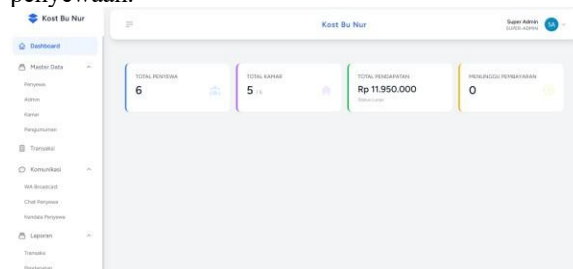 penyewaan.
Kost Bu Nur
Kost Bu Nur
Super Admin
SUPER ADMIN
SA
Dashboard
Master Data
Penyewa
Admin
Kamar
Pengumuman
Transaksi
Komunikasi
WA Broadcast
Chat Penyewa
Kendala Penyewa
Laporan
Transaksi
Pendapatan
TOTAL PENYEWA
6
TOTAL KAMAR
5
TOTAL PENDAPATAN
Rp 11.950.000
MENUNGGU PEMBAYARAN
0